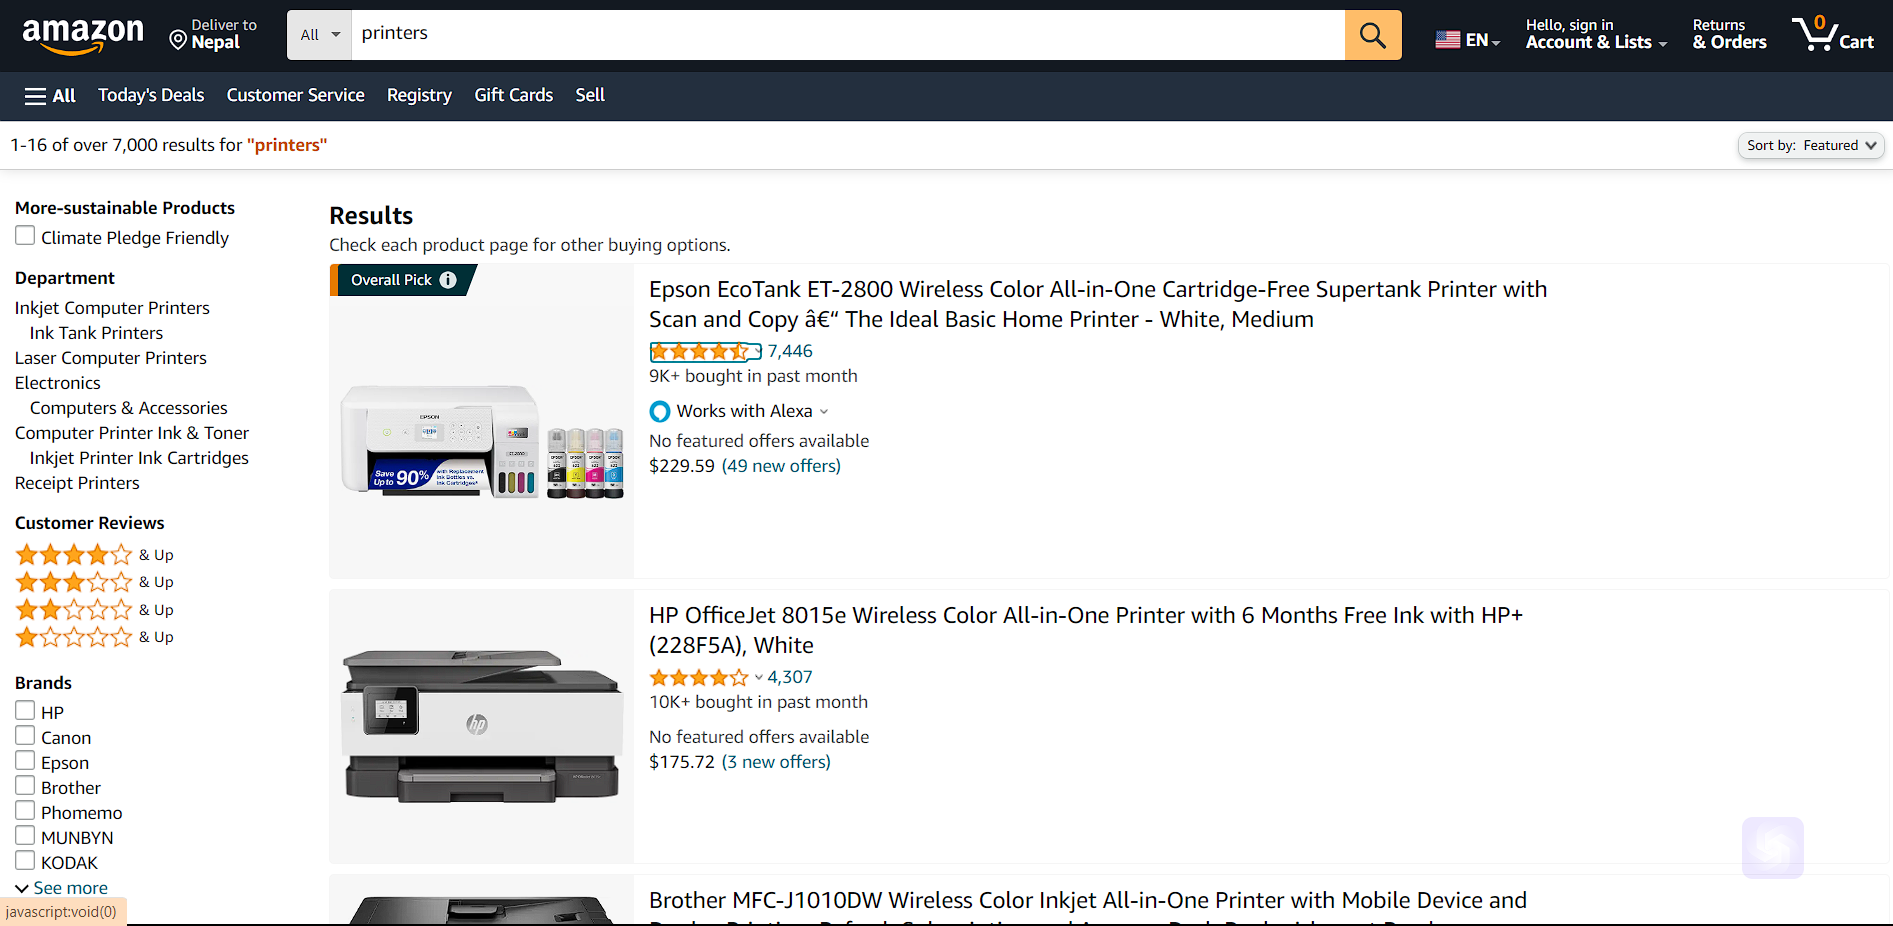 amazon
Deliver to
Nepal
All
printers
EN
Hello, sign in
Account & Lists
Returns
& Orders
0
Cart
All
Today's Deals
Customer Service
Registry
Gift Cards
Sell
1-16 of over 7,000 results for "printers"
Sort by: Featured
More-sustainable Products
Climate Pledge Friendly
Department
Inkjet Computer Printers
Ink Tank Printers
Laser Computer Printers
Electronics
Computers & Accessories
Computer Printer Ink & Toner
Inkjet Printer Ink Cartridges
Receipt Printers
Customer Reviews
& Up
& Up
& Up
& Up
Brands
HP
Canon
Epson
Brother
Phomemo
MUNBYN
KODAK
See more
javascript:void(0)
Results
Check each product page for other buying options.
Overall Pick
EPSON
Save
Up to 90%
with Replacement
Ink Bottles vs.
Ink Cartridges
Epson EcoTank ET-2800 Wireless Color All-in-One Cartridge-Free Supertank Printer with
Scan and Copy â€“ The Ideal Basic Home Printer - White, Medium
7,446
9K+ bought in past month
Works with Alexa
No featured offers available
$229.59 (49 new offers)
hp
HP OfficeJet 8015e Wireless Color All-in-One Printer with 6 Months Free Ink with HP+
(228F5A), White
4,307
10K+ bought in past month
No featured offers available
$175.72 (3 new offers)
Brother MFC-J1010DW Wireless Color Inkjet All-in-One Printer with Mobile Device and